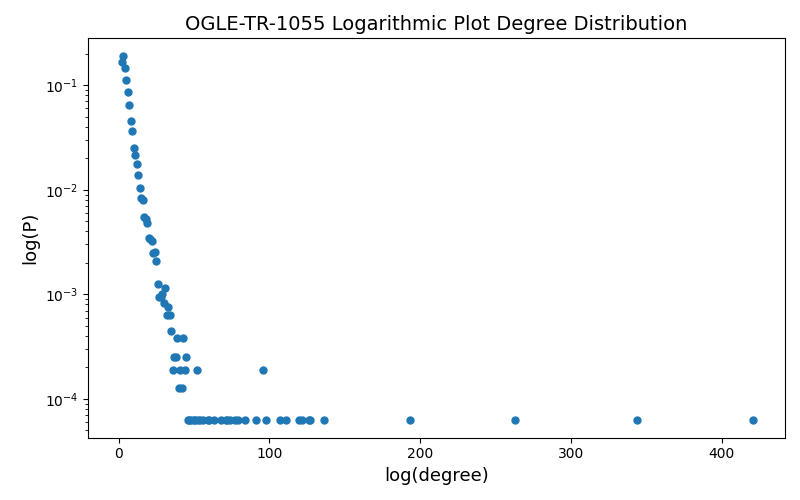 OGLE-TR-1055 Logarithmic Plot Degree Distribution
log(P)
10⁻¹
10⁻²
10⁻³
10⁻⁴
0 100 200 300 400
log(degree)